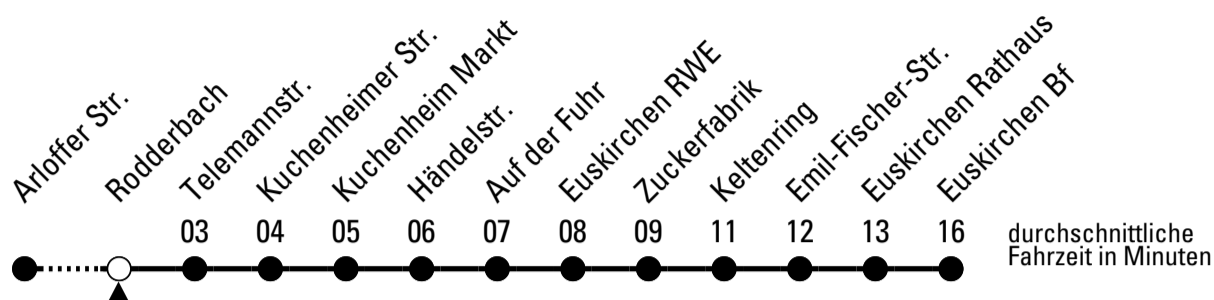 Arloffer Str.
Rodderbach
Telemannstr.
Kuchenheimer Str.
Kuchenheim Markt
Händelstr.
Auf der Fuhr
Euskirchen RWE
Zuckerfabrik
Keltenring
Emil-Fischer-Str.
Euskirchen Rathaus
Euskirchen Bf
03 04 05 06 07 08 09 11 12 13 16
durchschnittliche
Fahrzeit in Minuten